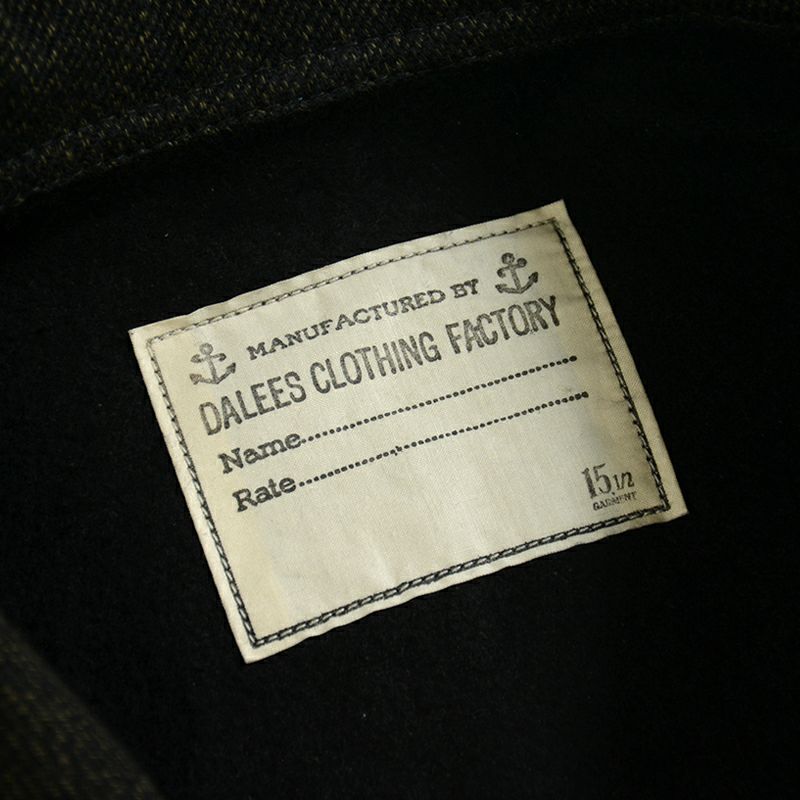 MANUFACTURED BY
DALEES CLOTHING FACTORY
Name....................................
Rate....................................
15 1/2
GARMENT